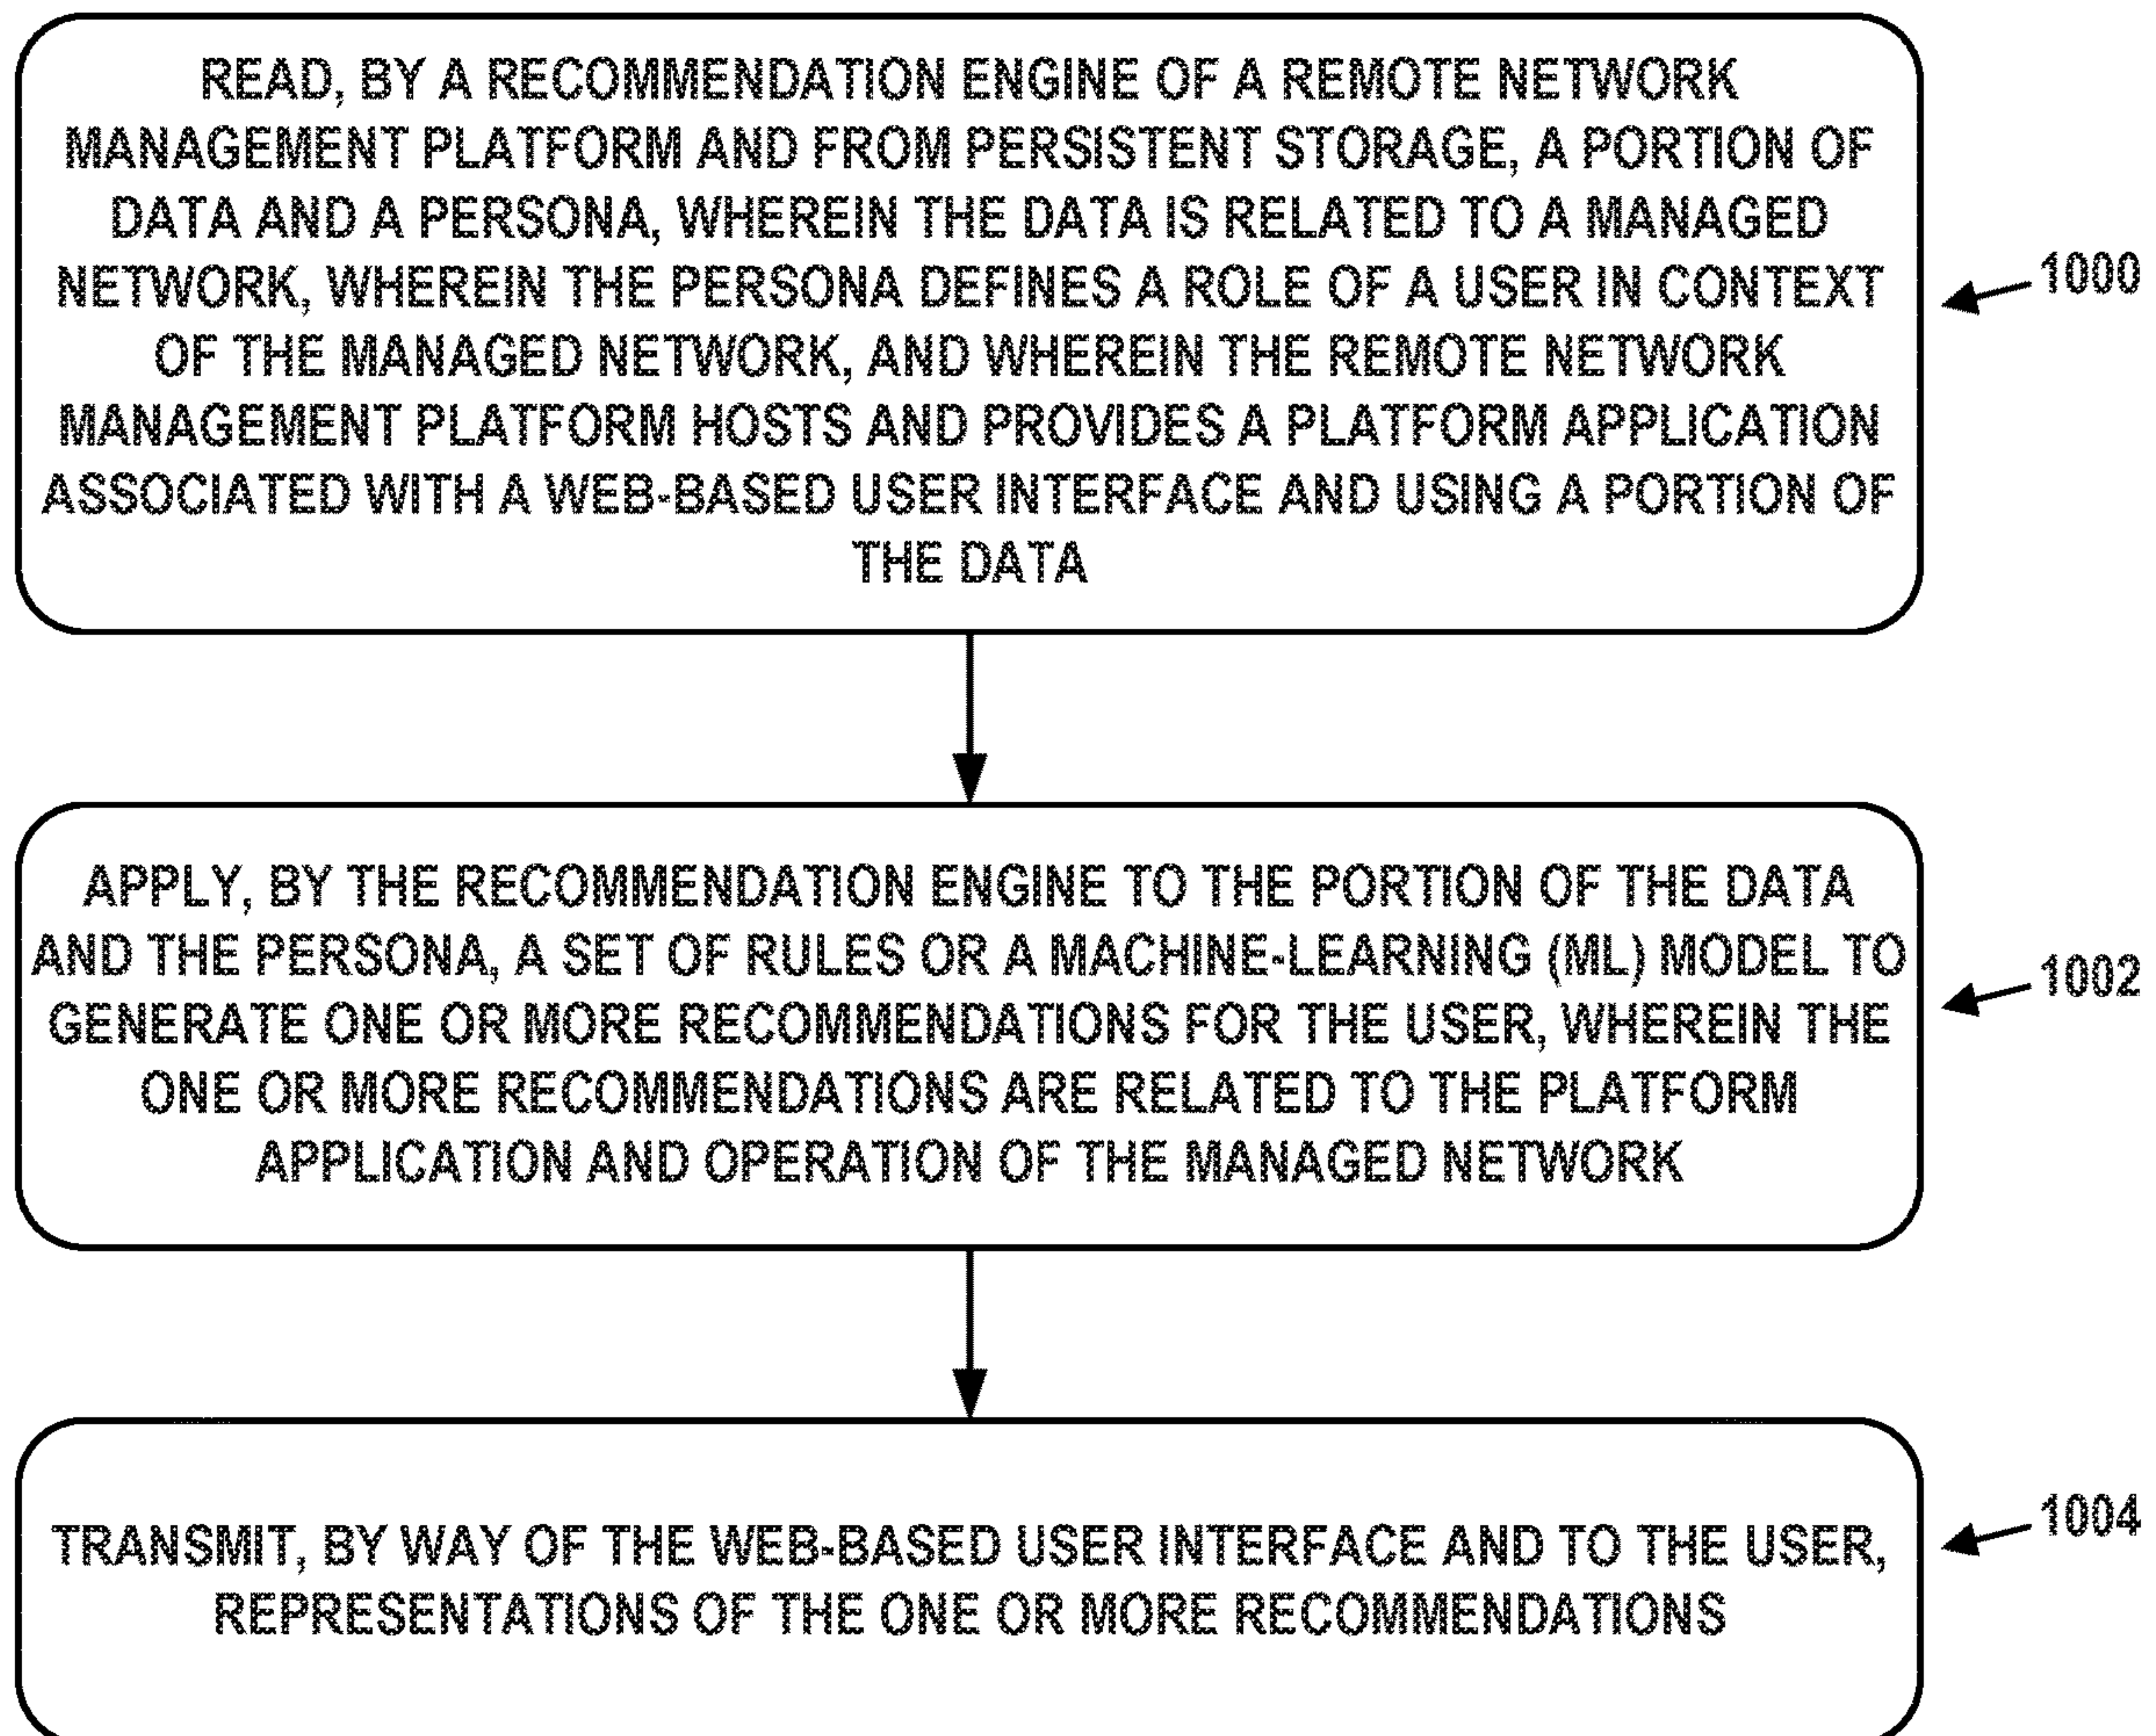 READ, BY A RECOMMENDATION ENGINE OF A REMOTE NETWORK
MANAGEMENT PLATFORM AND FROM PERSISTENT STORAGE, A PORTION OF
DATA AND A PERSONA, WHEREIN THE DATA IS RELATED TO A MANAGED
NETWORK, WHEREIN THE PERSONA DEFINES A ROLE OF A USER IN CONTEXT
OF THE MANAGED NETWORK, AND WHEREIN THE REMOTE NETWORK
MANAGEMENT PLATFORM HOSTS AND PROVIDES A PLATFORM APPLICATION
ASSOCIATED WITH A WEB-BASED USER INTERFACE AND USING A PORTION OF
THE DATA
1000
APPLY, BY THE RECOMMENDATION ENGINE TO THE PORTION OF THE DATA
AND THE PERSONA, A SET OF RULES OR A MACHINE-LEARNING (ML) MODEL TO
GENERATE ONE OR MORE RECOMMENDATIONS FOR THE USER, WHEREIN THE
ONE OR MORE RECOMMENDATIONS ARE RELATED TO THE PLATFORM
APPLICATION AND OPERATION OF THE MANAGED NETWORK
1002
TRANSMIT, BY WAY OF THE WEB-BASED USER INTERFACE AND TO THE USER,
REPRESENTATIONS OF THE ONE OR MORE RECOMMENDATIONS
1004